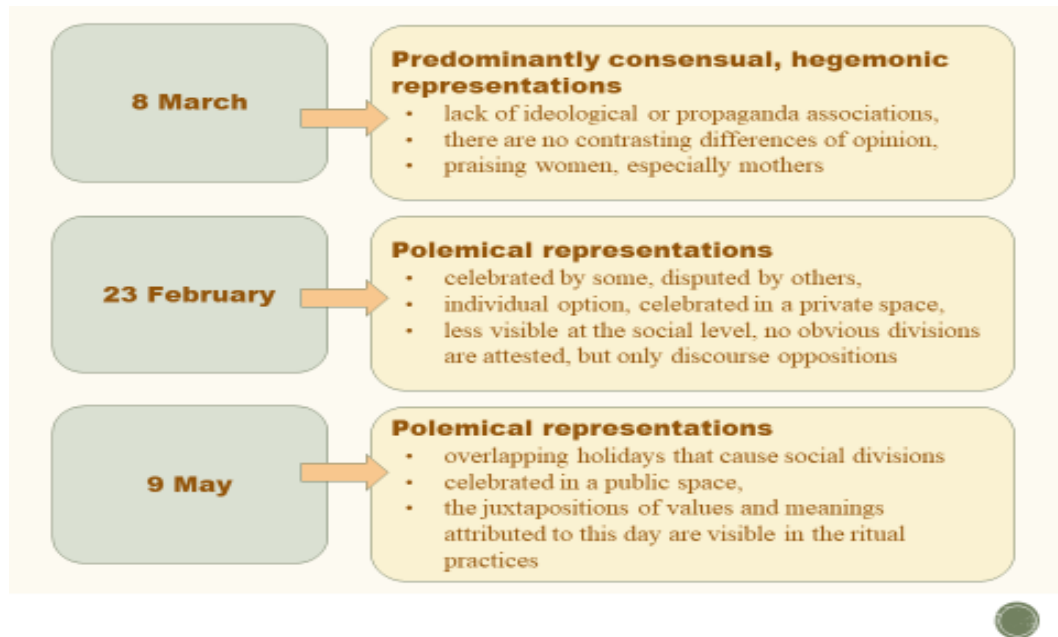 8 March
Predominantly consensual, hegemonic
representations
• lack of ideological or propaganda associations,
• there are no contrasting differences of opinion,
• praising women, especially mothers
23 February
Polemical representations
• celebrated by some, disputed by others,
• individual option, celebrated in a private space,
• less visible at the social level, no obvious divisions
are attested, but only discourse oppositions
9 May
Polemical representations
• overlapping holidays that cause social divisions
• celebrated in a public space,
• the juxtapositions of values and meanings
attributed to this day are visible in the ritual
practices